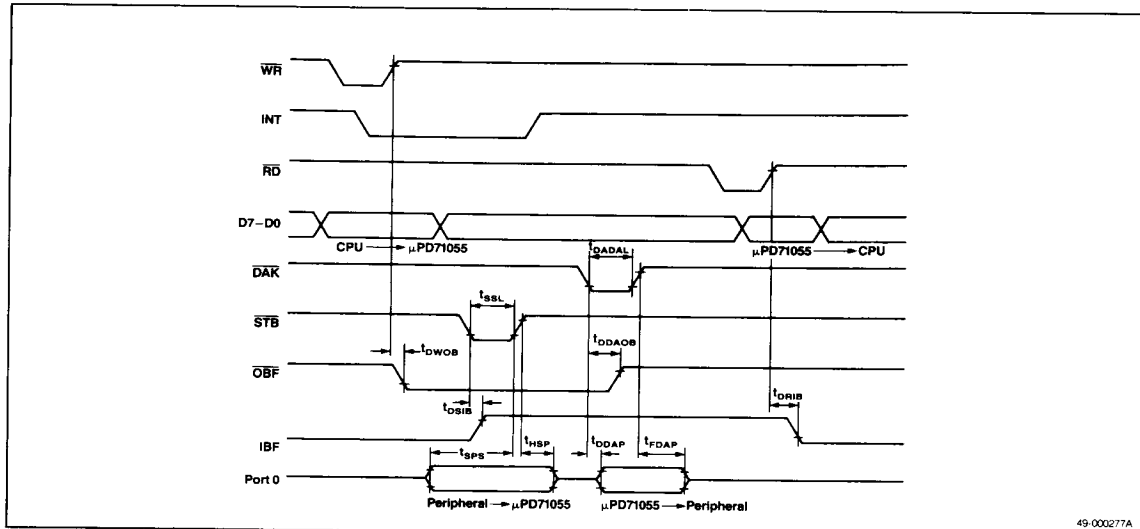 WR
INT
RD
D7–D0
CPU → μPD71055
μPD71055 → CPU
tDADAL
DAK
tSSL
STB
tDWOB
tDDAOB
OBF
tDSIB
tDRIB
IBF
tSPS
tHSP
tDDAP
tFDAP
Port 0
Peripheral → μPD71055
μPD71055 → Peripheral
49-000277A